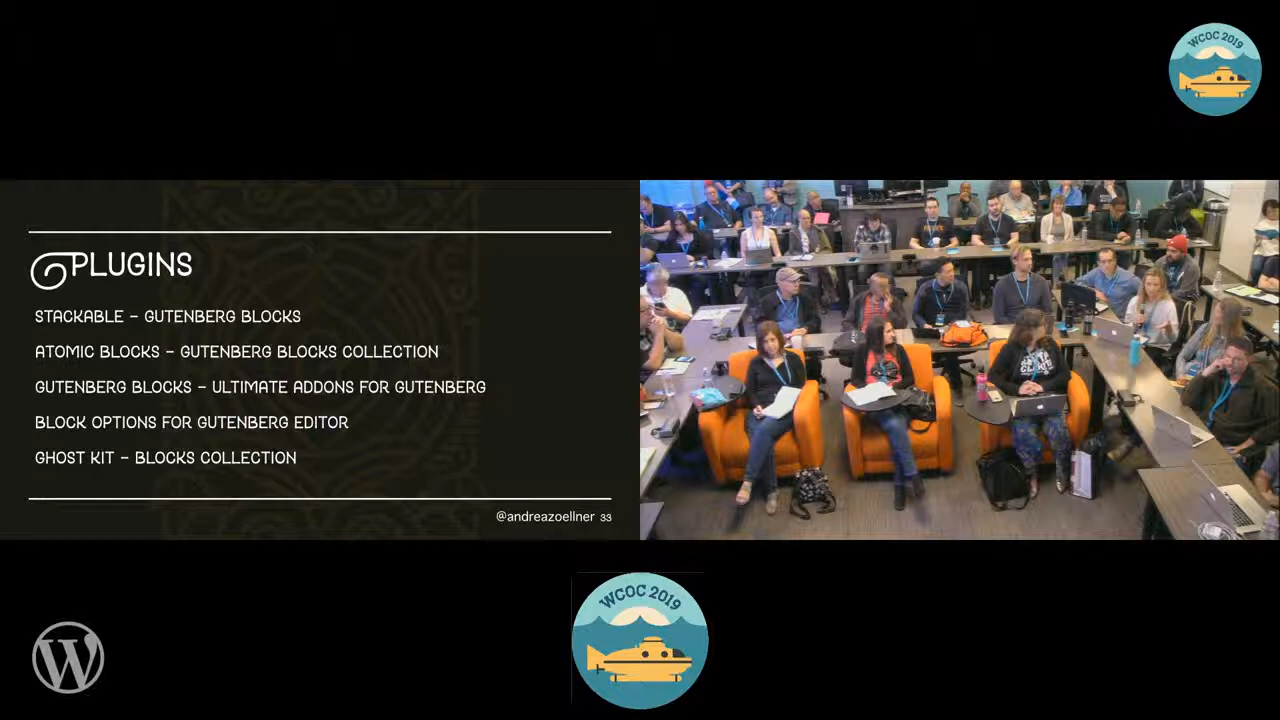 WCOC 2019
PLUGINS
STACKABLE – GUTENBERG BLOCKS
ATOMIC BLOCKS – GUTENBERG BLOCKS COLLECTION
GUTENBERG BLOCKS – ULTIMATE ADDONS FOR GUTENBERG
BLOCK OPTIONS FOR GUTENBERG EDITOR
GHOST KIT – BLOCKS COLLECTION
@andreazoellner 33
WCOC 2019